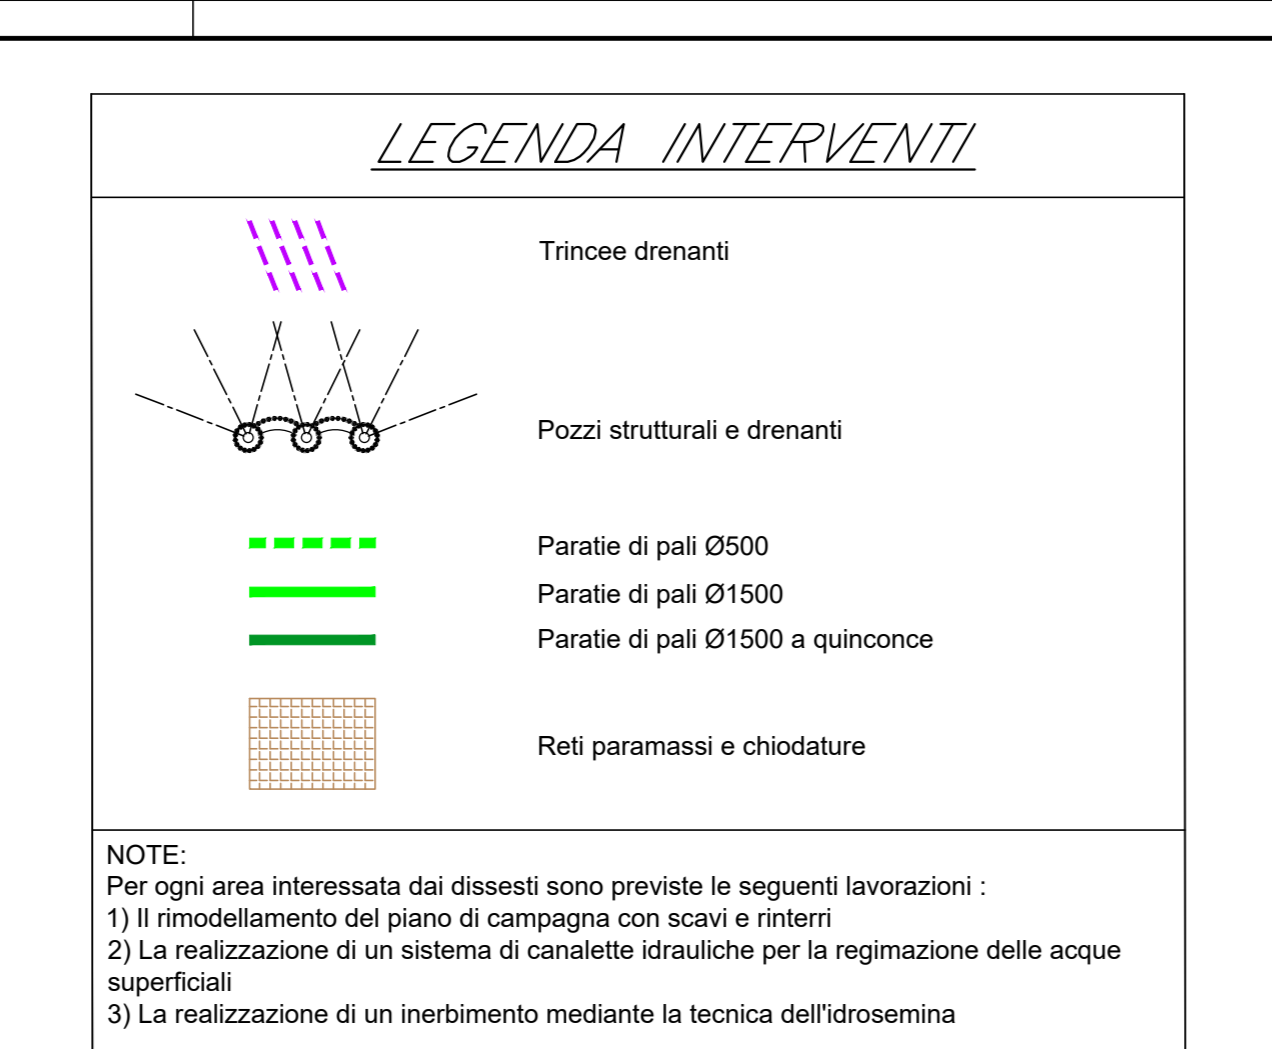 LEGENDA INTERVENTI
Trincee drenanti
Pozzi strutturali e drenanti
Paratie di pali Ø500
Paratie di pali Ø1500
Paratie di pali Ø1500 a quinconce
Reti paramassi e chiodature
NOTE:
Per ogni area interessata dai dissesti sono previste le seguenti lavorazioni :
1) Il rimodellamento del piano di campagna con scavi e rinterri
2) La realizzazione di un sistema di canalette idrauliche per la regimazione delle acque
superficiali
3) La realizzazione di un inerbimento mediante la tecnica dell'idrosemina